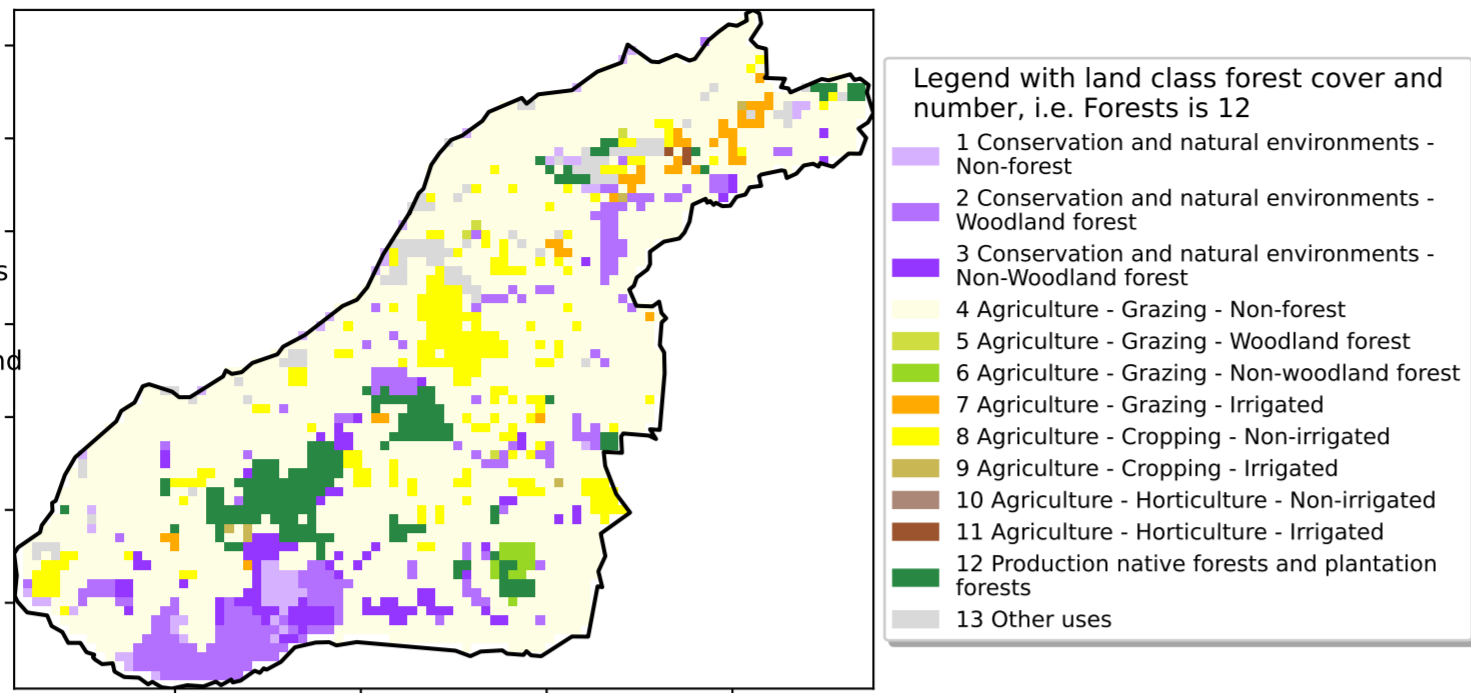 s
nd
Legend with land class forest cover and
number, i.e. Forests is 12
1 Conservation and natural environments -
Non-forest
2 Conservation and natural environments -
Woodland forest
3 Conservation and natural environments -
Non-Woodland forest
4 Agriculture - Grazing - Non-forest
5 Agriculture - Grazing - Woodland forest
6 Agriculture - Grazing - Non-woodland forest
7 Agriculture - Grazing - Irrigated
8 Agriculture - Cropping - Non-irrigated
9 Agriculture - Cropping - Irrigated
10 Agriculture - Horticulture - Non-irrigated
11 Agriculture - Horticulture - Irrigated
12 Production native forests and plantation
forests
13 Other uses